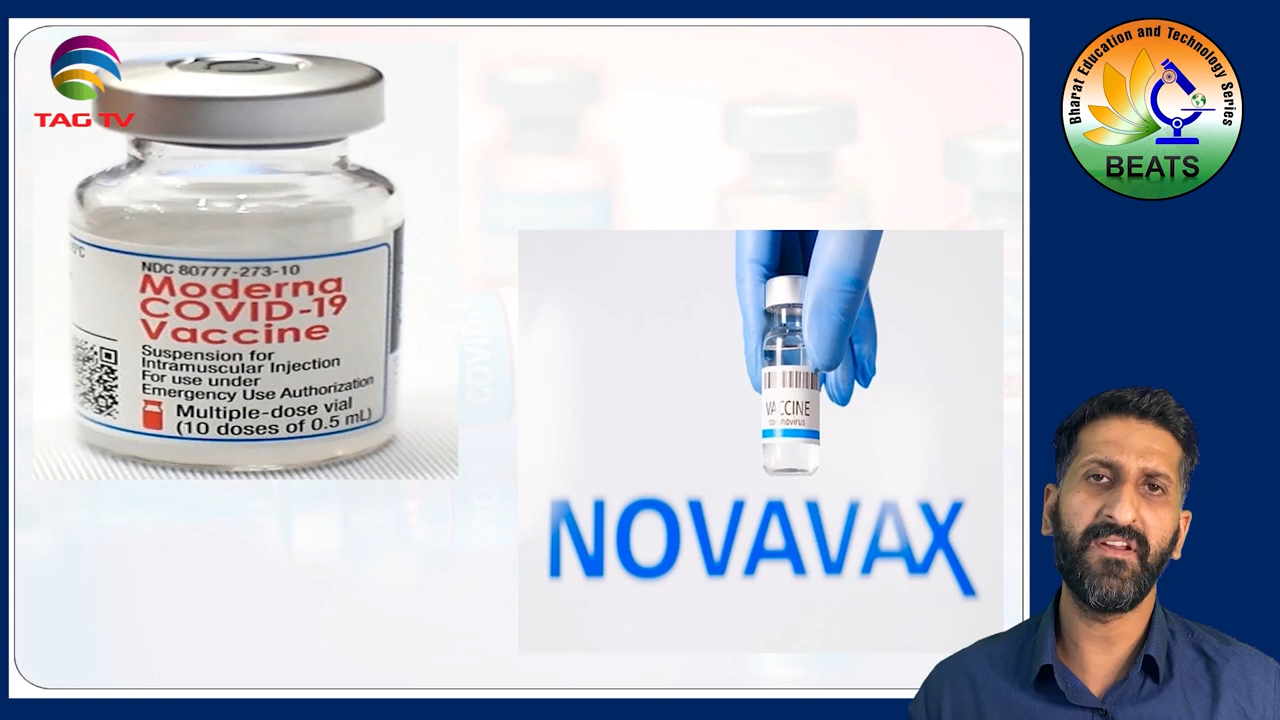 TAG TV
NDC 80777-273-10
Moderna
COVID-19
Vaccine
Suspension for
Intramuscular Injection
For use under
Emergency Use Authorization
Multiple-dose vial
(10 doses of 0.5 mL)
VACCINE
coronavirus
NOVAVAX
COVID
Bharat Education and Technology Series
BEATS